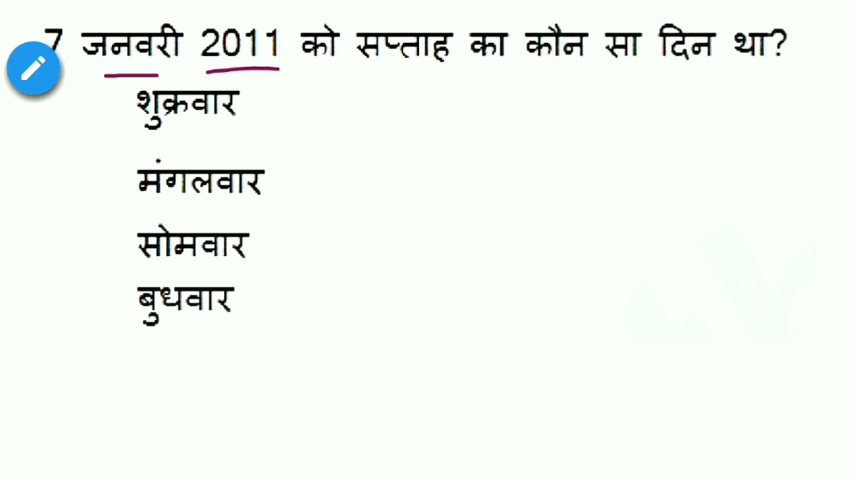 7 जनवरी 2011 को सप्ताह का कौन सा दिन था?
शुक्रवार
मंगलवार
सोमवार
बुधवार